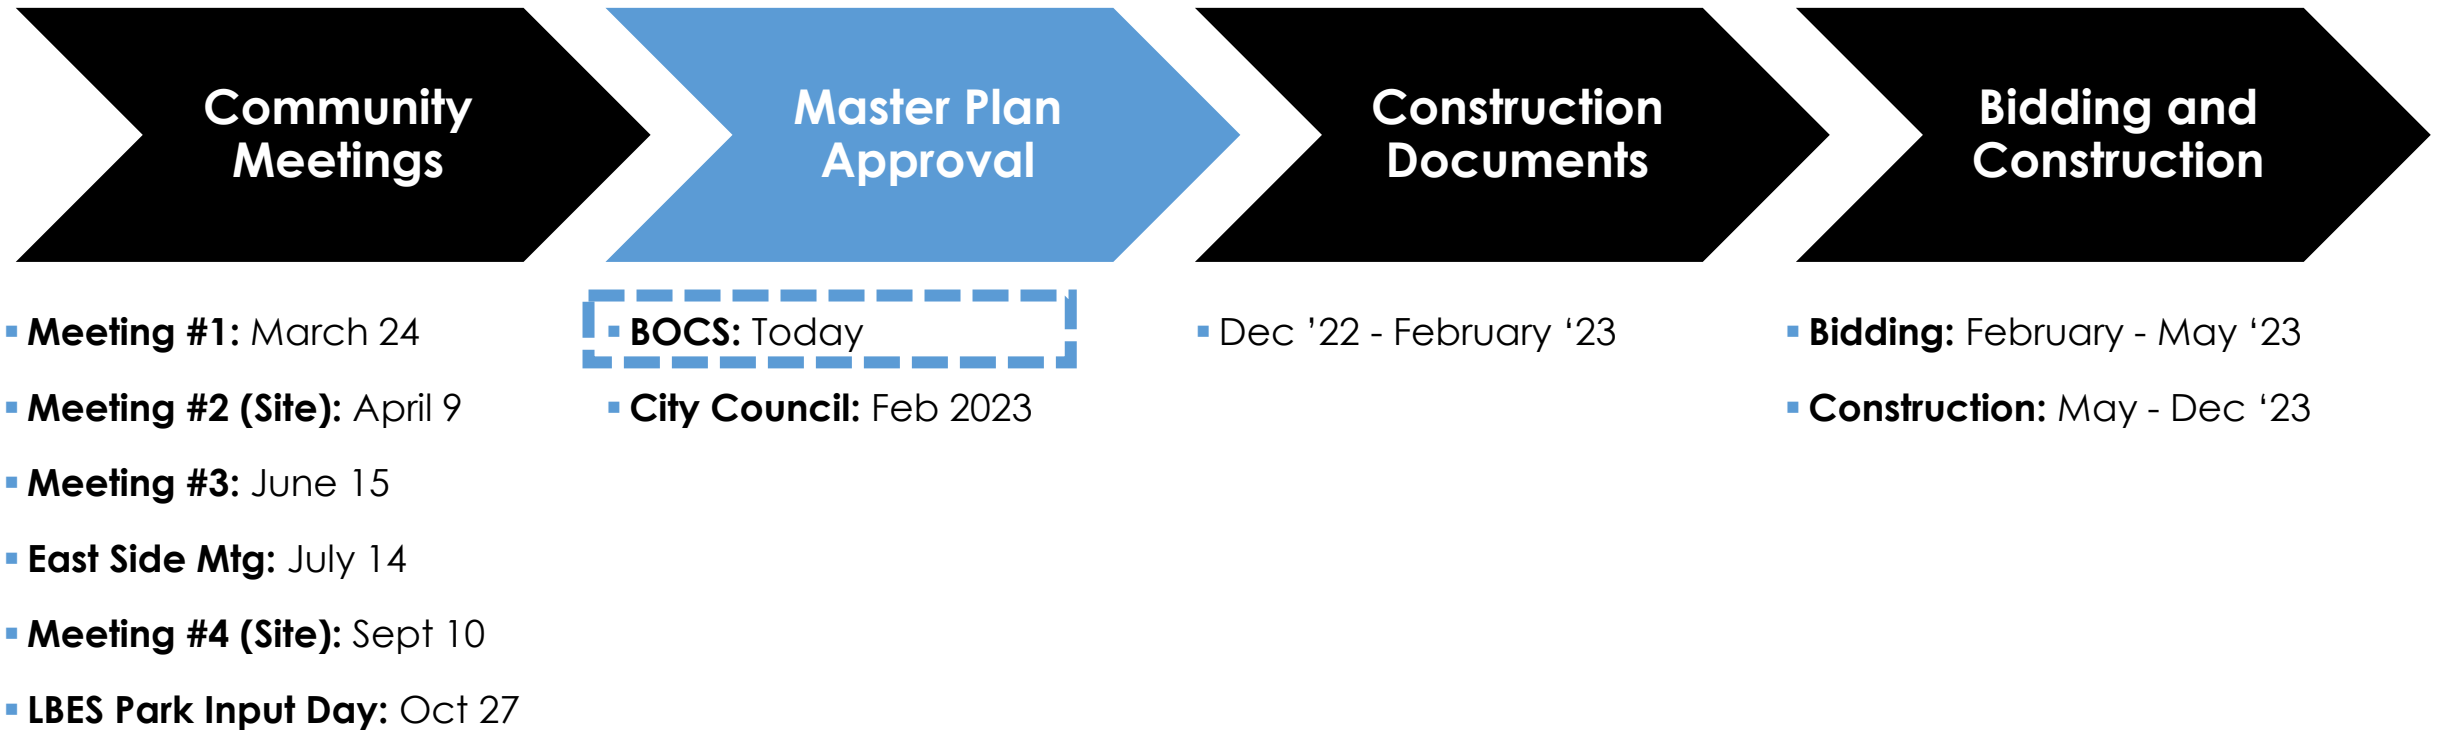 Community
Meetings
Master Plan
Approval
Construction
Documents
Bidding and
Construction
▪ Meeting #1: March 24
▪ Meeting #2 (Site): April 9
▪ Meeting #3: June 15
▪ East Side Mtg: July 14
▪ Meeting #4 (Site): Sept 10
▪ LBES Park Input Day: Oct 27
▪ BOCS: Today
▪ City Council: Feb 2023
▪ Dec ’22 - February ‘23
▪ Bidding: February - May ‘23
▪ Construction: May - Dec ‘23